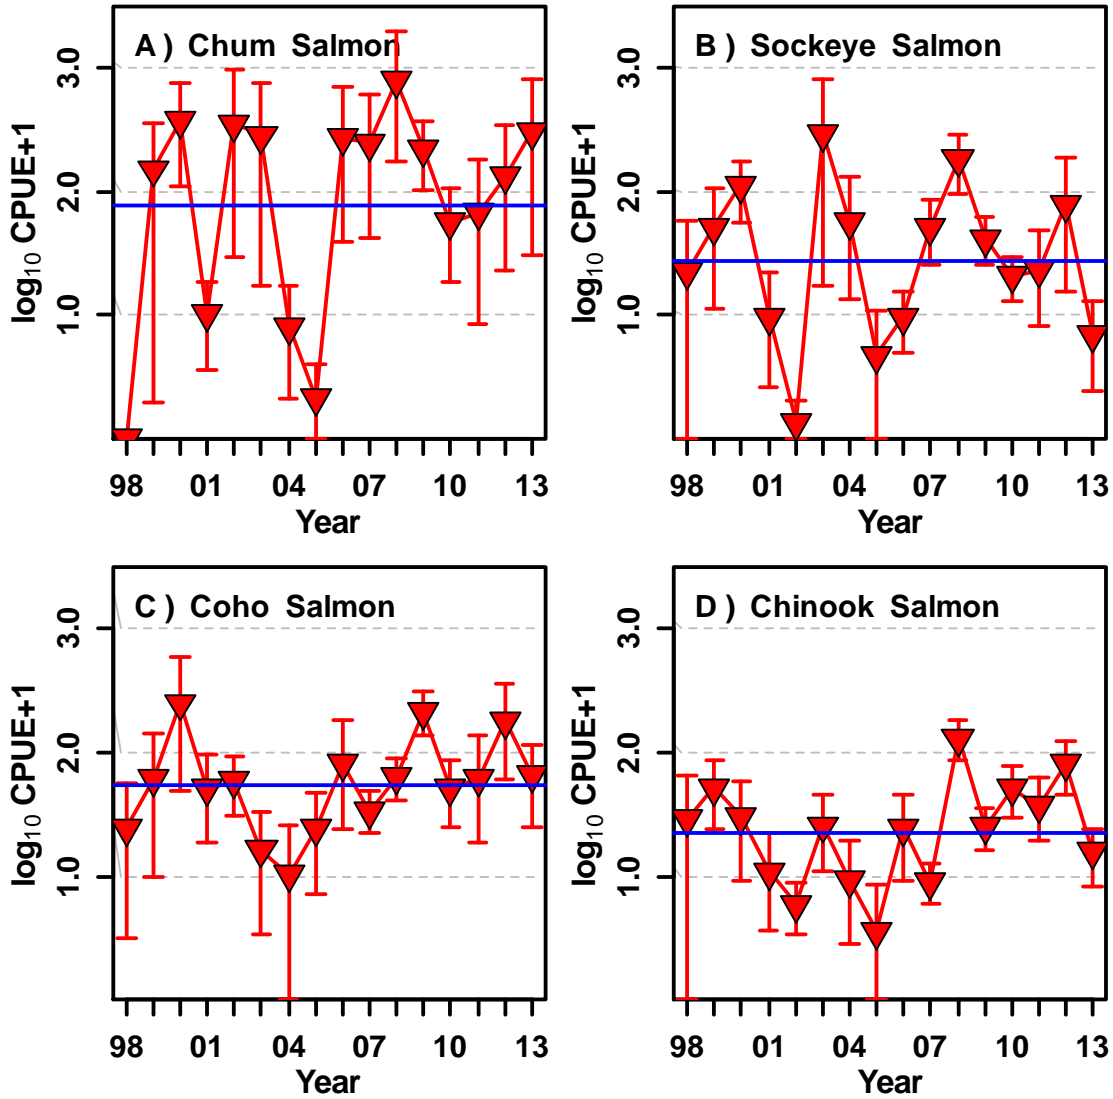 A ) Chum Salmon
log10 CPUE+1
3.0
2.0
1.0
98 01 04 07 10 13
Year
B ) Sockeye Salmon
log10 CPUE+1
3.0
2.0
1.0
98 01 04 07 10 13
Year
C ) Coho Salmon
log10 CPUE+1
3.0
2.0
1.0
98 01 04 07 10 13
Year
D ) Chinook Salmon
log10 CPUE+1
3.0
2.0
1.0
98 01 04 07 10 13
Year